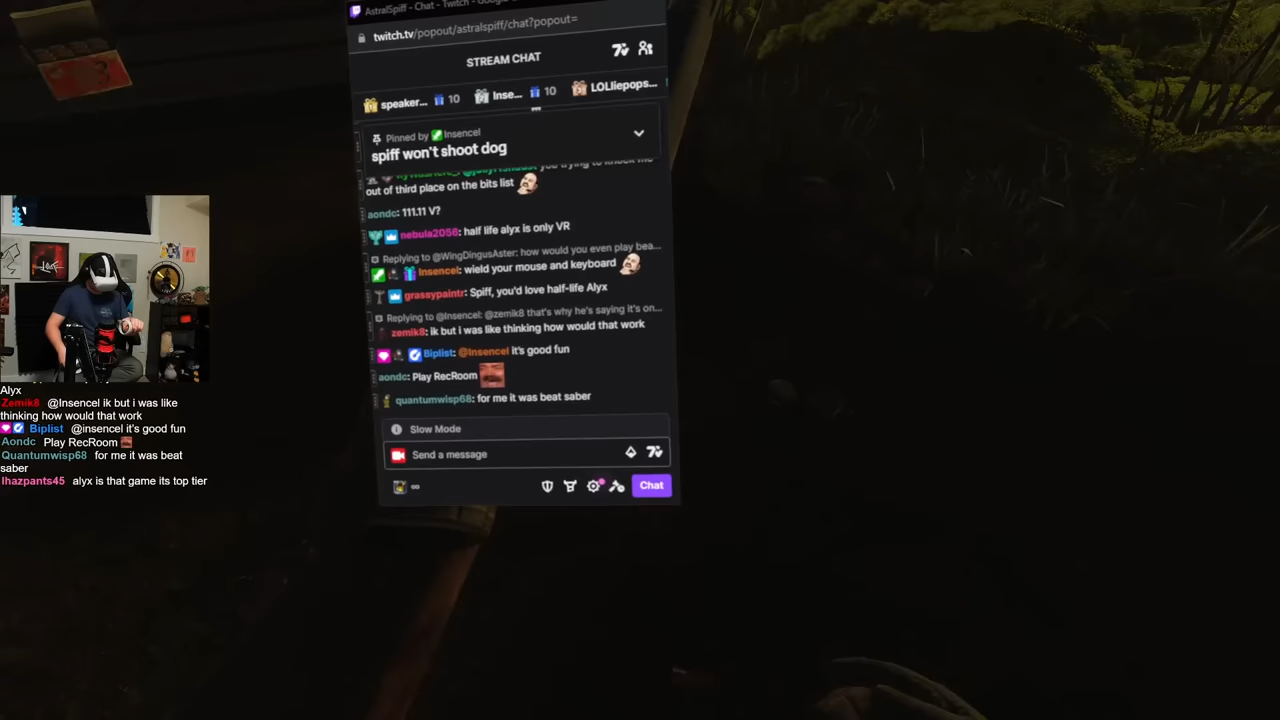 AstralSpiff - Chat - Twitch - Google
twitch.tv/popout/astralspiff/chat?popout=
STREAM CHAT
speaker... 10 Inse... 10 LOLliepops...
Pinned by Insencel
spiff won't shoot dog
you trying to knock me
out of third place on the bits list
aondc: 111.11 V?
nebula2056: half life alyx is only VR
Replying to @WingDingusAster: how would you even play bea...
Insencel: wield your mouse and keyboard
grassypaintr: Spiff, you'd love half-life Alyx
Replying to @Insencel: @zemik8 that's why he's saying it's on...
zemik8: ik but i was like thinking how would that work
Biplist: @Insencel it's good fun
aondc: Play RecRoom
quantumwisp68: for me it was beat saber
Slow Mode
Send a message
Chat
Alyx
Zemik8 @Insencel ik but i was like
thinking how would that work
Biplist @insencel it's good fun
Aondc Play RecRoom
Quantumwisp68 for me it was beat
saber
Ihazpants45 alyx is that game its top tier